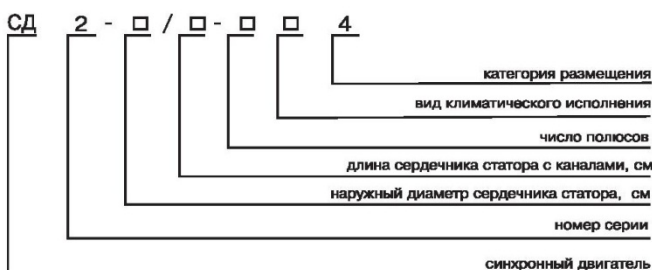 СД 2 - □ / □ - □ □ 4
категория размещения
вид климатического исполнения
число полюсов
длина сердечника статора с каналами, см
наружный диаметр сердечника статора, см
номер серии
синхронный двигатель